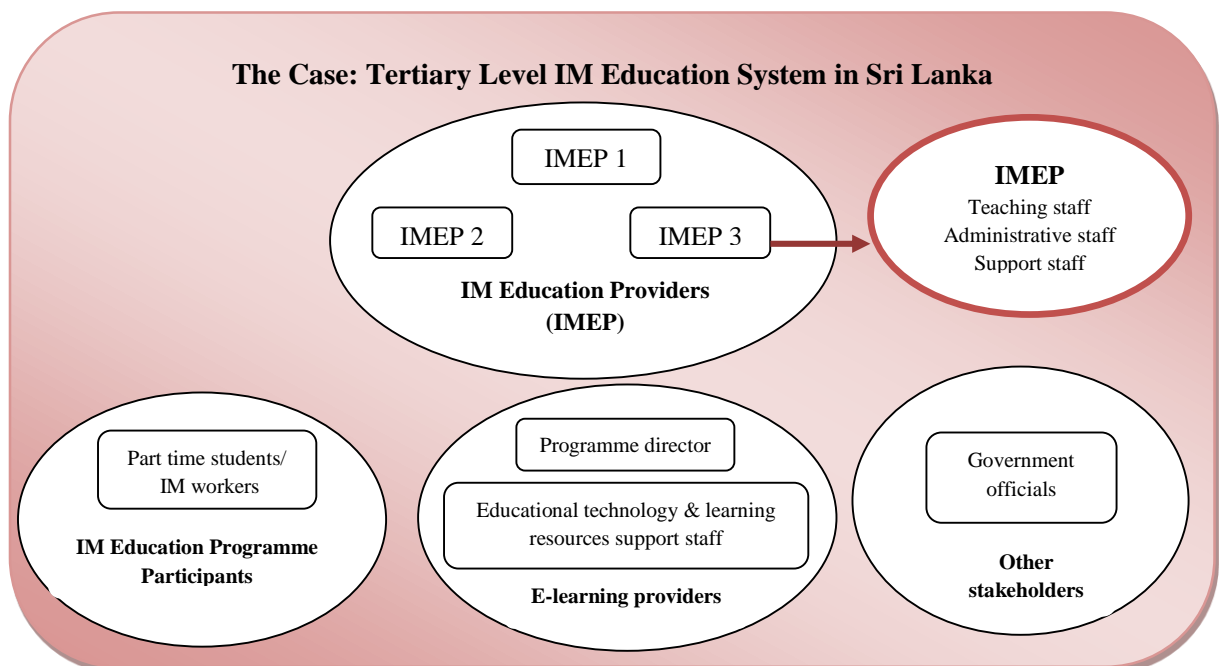 The Case: Tertiary Level IM Education System in Sri Lanka
IMEP 1
IMEP 2
IMEP 3
IM Education Providers
(IMEP)
IMEP
Teaching staff
Administrative staff
Support staff
Part time students/
IM workers
IM Education Programme
Participants
Programme director
Educational technology & learning
resources support staff
E-learning providers
Government
officials
Other
stakeholders